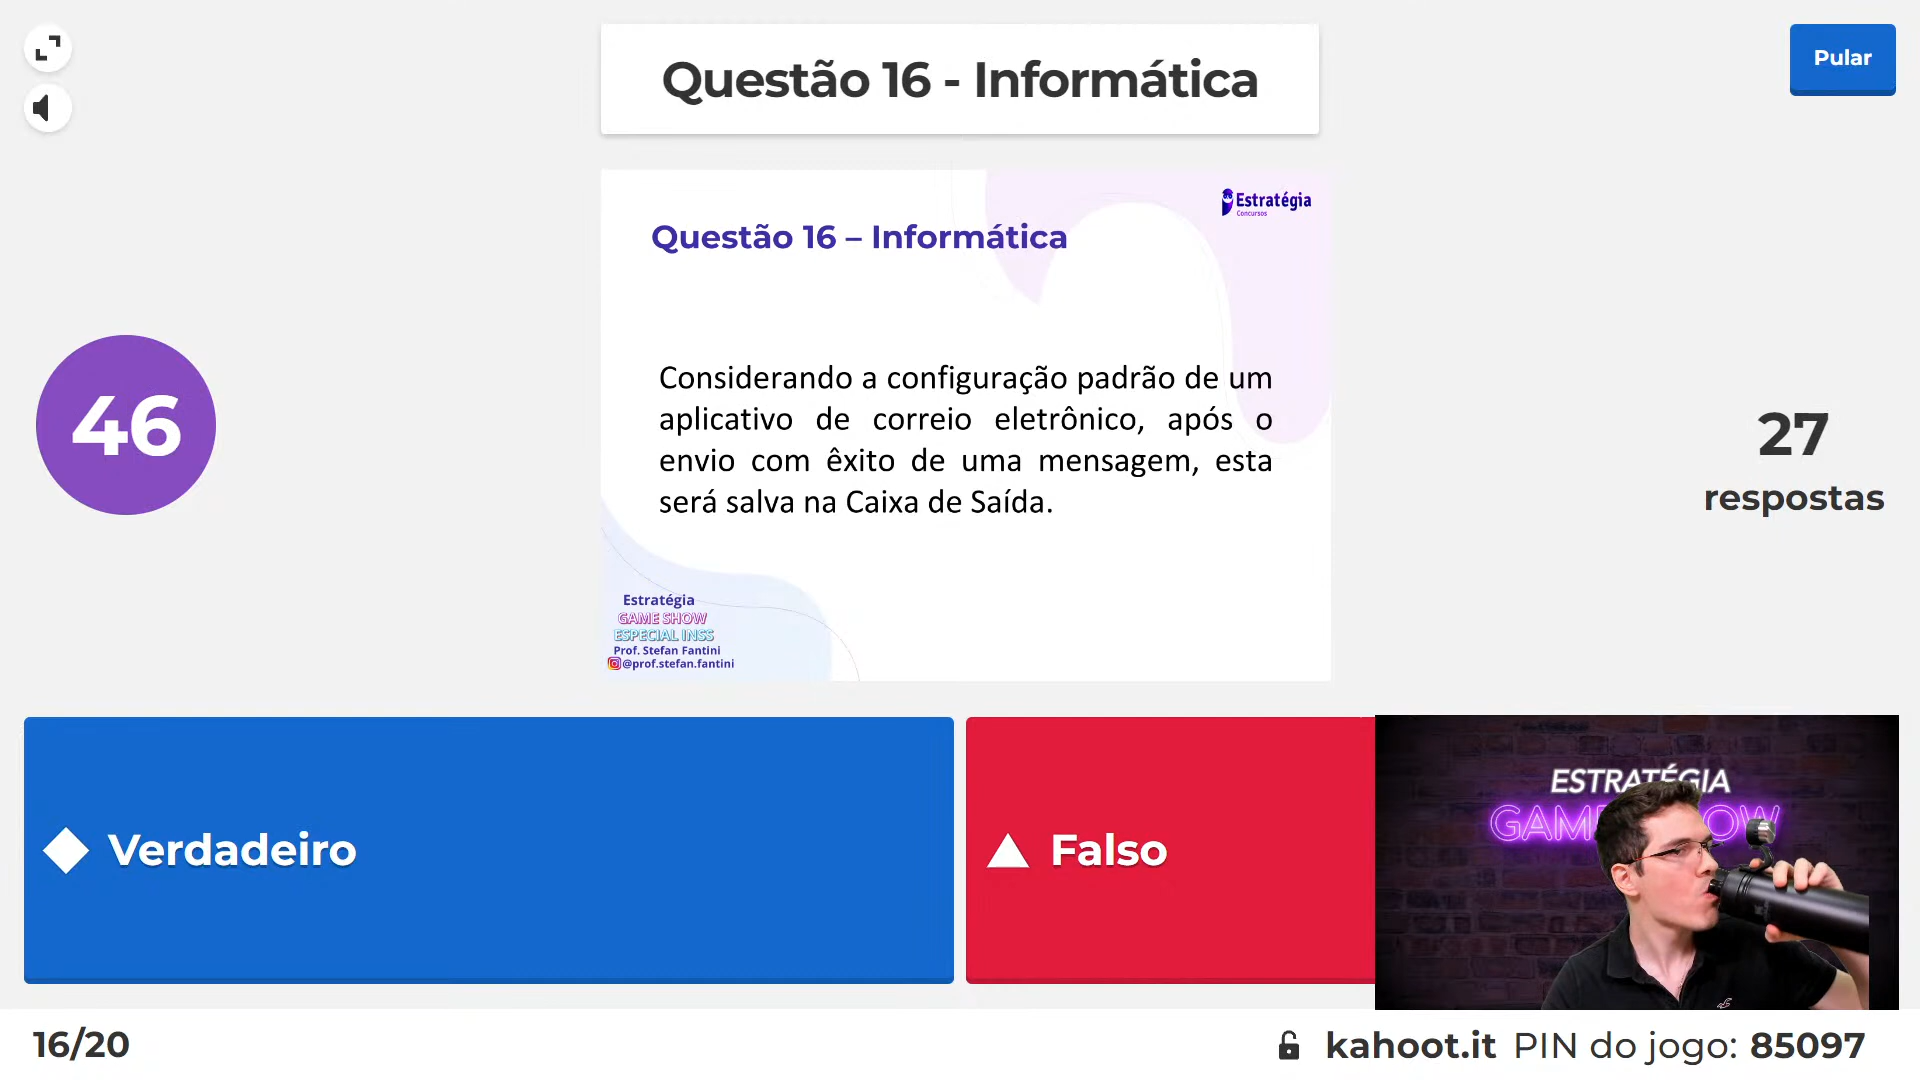 Questão 16 - Informática
Pular
Estratégia
Concursos
Questão 16 – Informática
46
Considerando a configuração padrão de um
aplicativo de correio eletrônico, após o
envio com êxito de uma mensagem, esta
será salva na Caixa de Saída.
27
respostas
Estratégia
GAME SHOW
ESPECIAL INSS
Prof. Stefan Fantini
@prof.stefan.fantini
Verdadeiro
Falso
ESTRATÉGIA
16/20
kahoot.it PIN do jogo: 85097